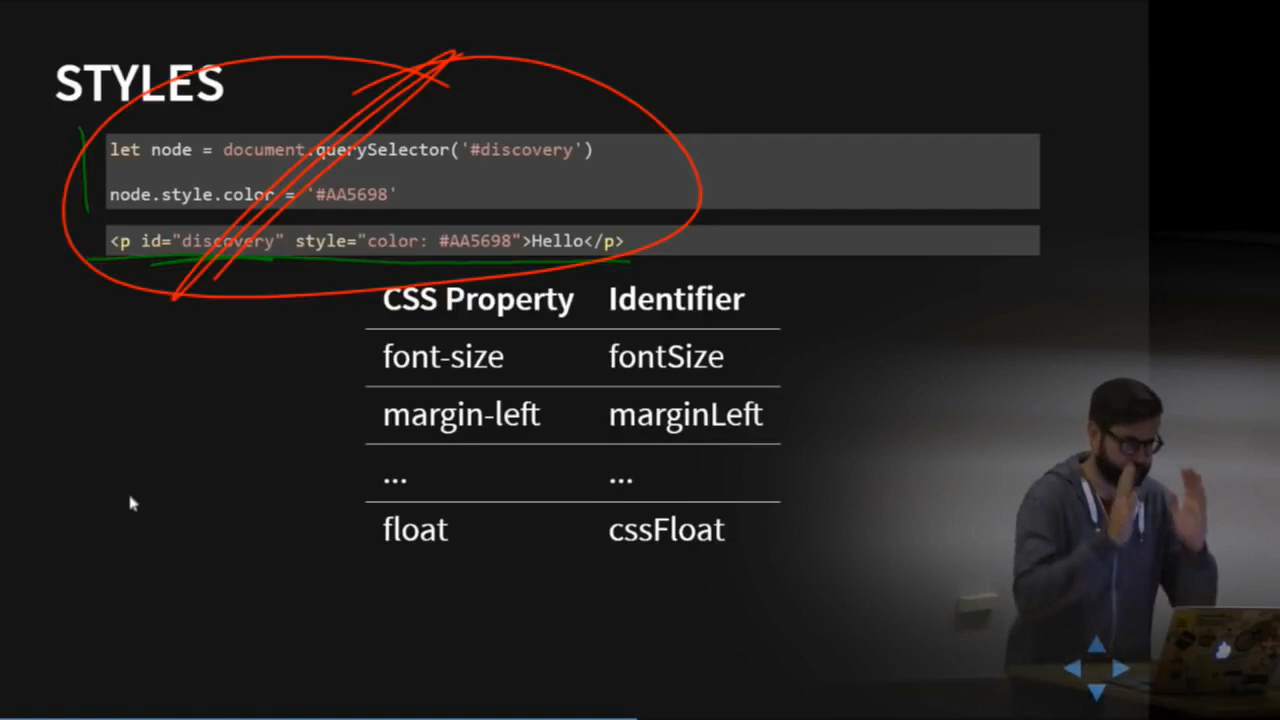 STYLES
let node = document.querySelector('#discovery')
node.style.color = '#AA5698'
<p id="discovery" style="color: #AA5698">Hello</p>
CSS Property Identifier
font-size fontSize
margin-left marginLeft
... ...
float cssFloat